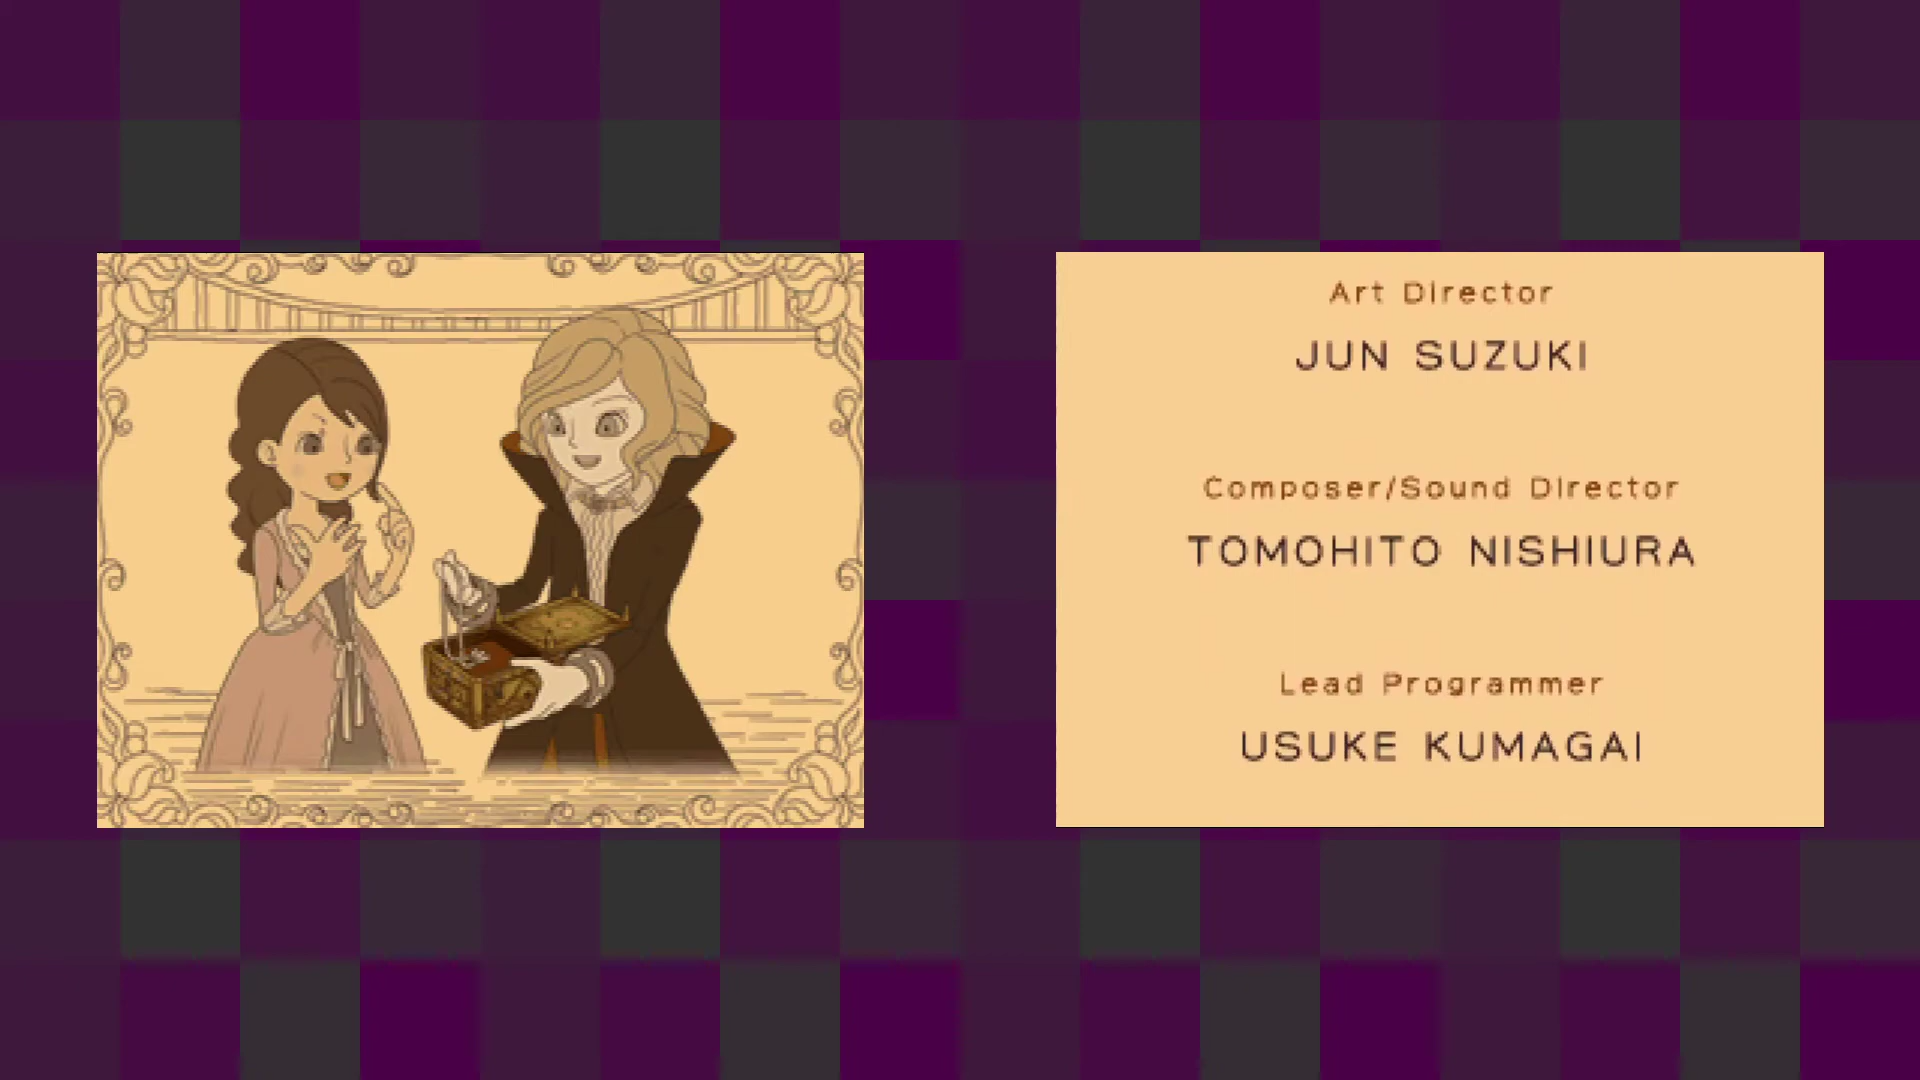 Art Director
JUN SUZUKI
Composer/Sound Director
TOMOHITO NISHIURA
Lead Programmer
USUKE KUMAGAI